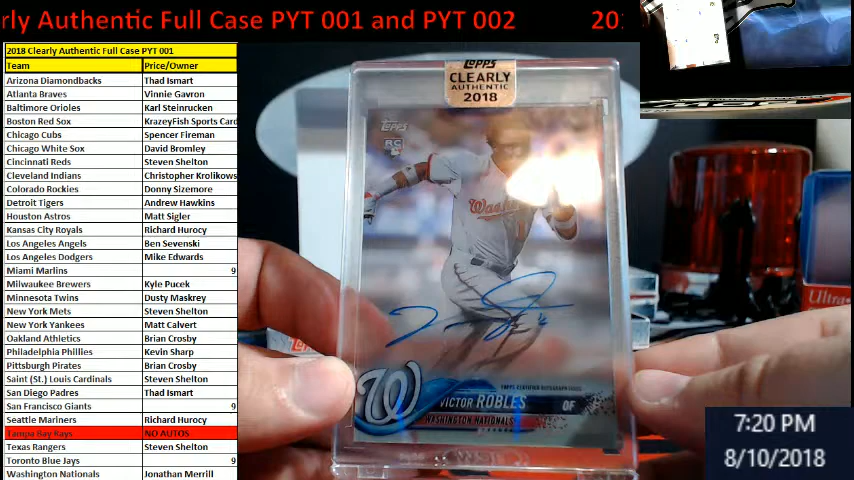 rly Authentic Full Case PYT 001 and PYT 002 20
2018 Clearly Authentic Full Case PYT 001
Team Price/Owner
Arizona Diamondbacks Thad Ismart
Atlanta Braves Vinnie Gavron
Baltimore Orioles Karl Steinrucken
Boston Red Sox KrazeyFish Sports Card
Chicago Cubs Spencer Fireman
Chicago White Sox David Bromley
Cincinnati Reds Steven Shelton
Cleveland Indians Christopher Krolikows
Colorado Rockies Donny Sizemore
Detroit Tigers Andrew Hawkins
Houston Astros Matt Sigler
Kansas City Royals Richard Hurocy
Los Angeles Angels Ben Sevenski
Los Angeles Dodgers Mike Edwards
Miami Marlins 9
Milwaukee Brewers Kyle Pucek
Minnesota Twins Dusty Maskrey
New York Mets Steven Shelton
New York Yankees Matt Calvert
Oakland Athletics Brian Crosby
Philadelphia Phillies Kevin Sharp
Pittsburgh Pirates Brian Crosby
Saint (St.) Louis Cardinals Steven Shelton
San Diego Padres Thad Ismart
San Francisco Giants 9
Seattle Mariners Richard Hurocy
Tampa Bay Rays NO AUTOS
Texas Rangers Steven Shelton
Toronto Blue Jays 9
Washington Nationals Jonathan Merrill
TOPPS
CLEARLY
AUTHENTIC
2018
TOPPS
RC
TOPPS CERTIFIED AUTOGRAPH ISSUE
VICTOR ROBLES OF
WASHINGTON NATIONALS
Ultra
7:20 PM
8/10/2018